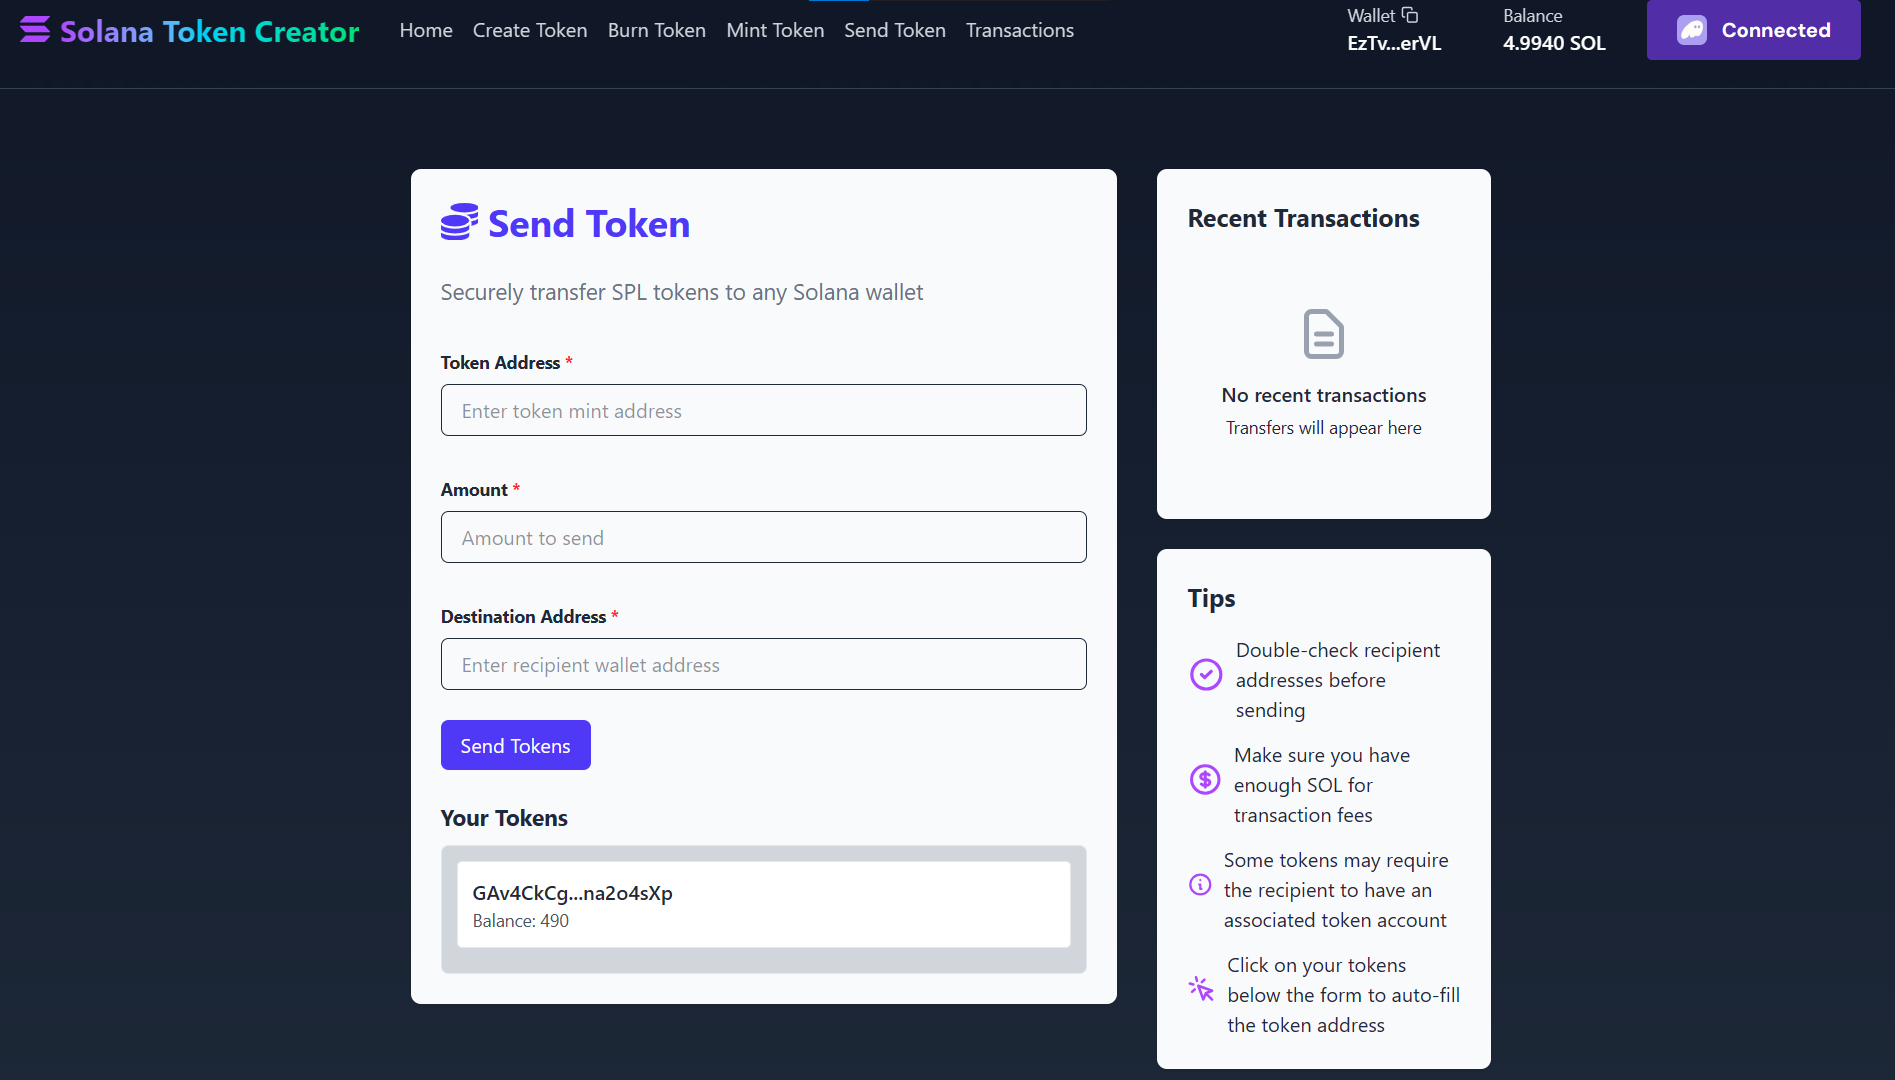 Solana Token Creator
Home Create Token Burn Token Mint Token Send Token Transactions
Wallet
EzTv...erVL
Balance
4.9940 SOL
Connected
Send Token
Securely transfer SPL tokens to any Solana wallet
Token Address *
Enter token mint address
Amount *
Amount to send
Destination Address *
Enter recipient wallet address
Send Tokens
Your Tokens
GAv4CkCg...na2o4sXp
Balance: 490
Recent Transactions
No recent transactions
Transfers will appear here
Tips
Double-check recipient
addresses before
sending
Make sure you have
enough SOL for
transaction fees
Some tokens may require
the recipient to have an
associated token account
Click on your tokens
below the form to auto-fill
the token address